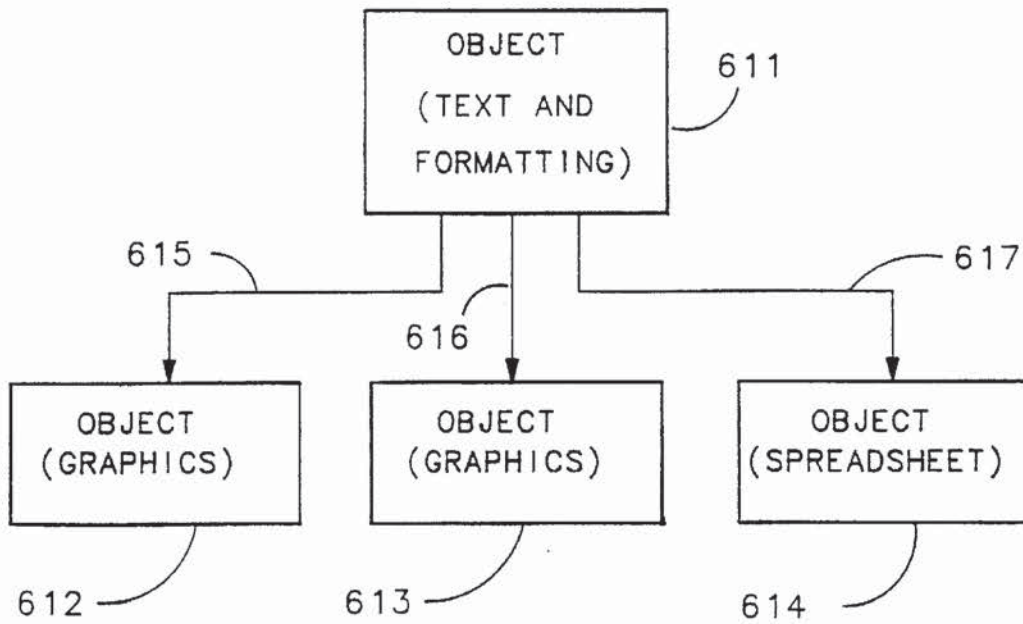 OBJECT
(TEXT AND
FORMATTING)
611
615
616
617
OBJECT
(GRAPHICS)
OBJECT
(GRAPHICS)
OBJECT
(SPREADSHEET)
612
613
614